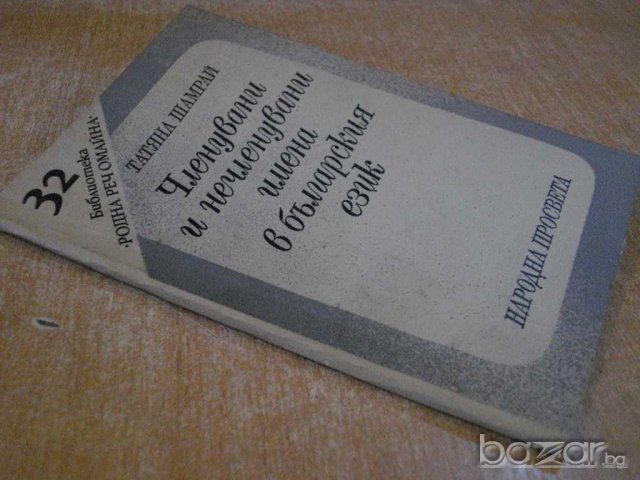 32
Библиотека
„РОДНА РЕЧ ОМАЙНА“
ТАТЯНА ШАМРАЙ
Членувани
и нечленувани
имена
в българския
език
НАРОДНА ПРОСВЕТА
bazar.bg